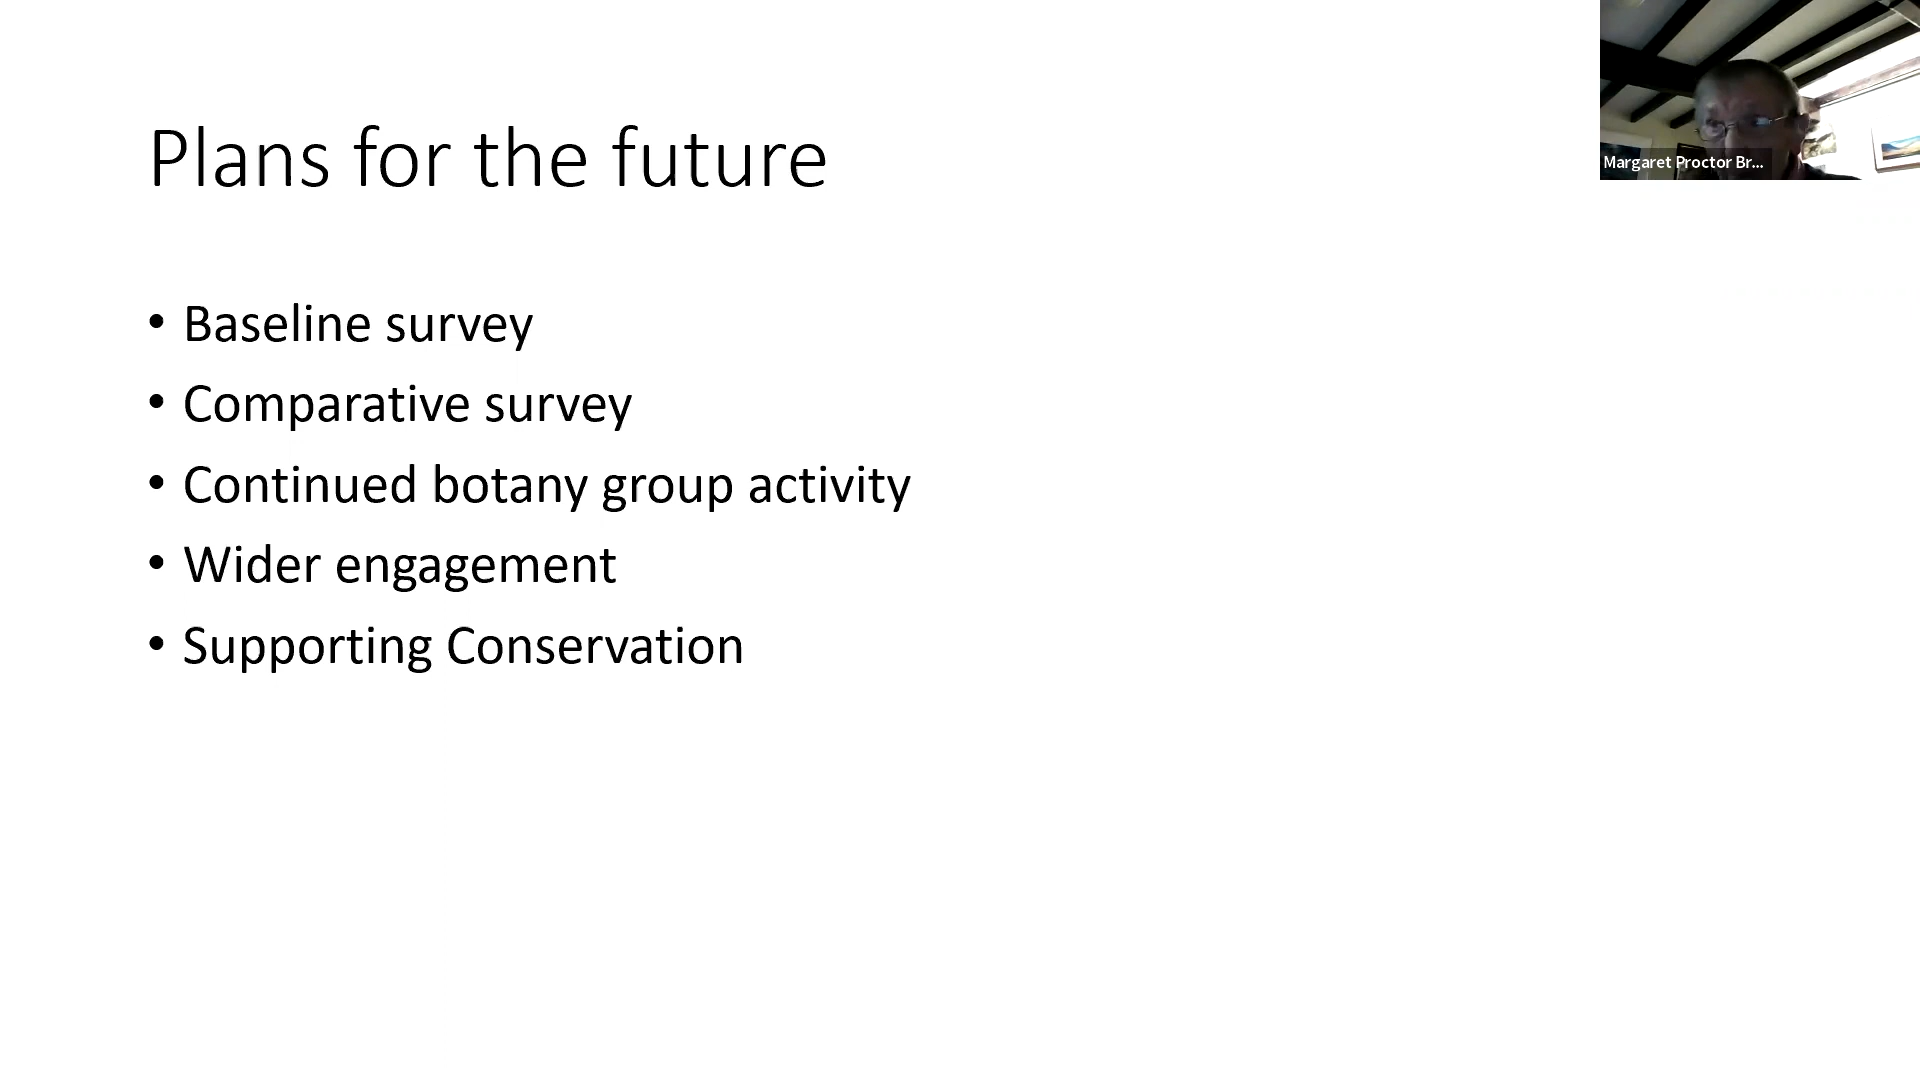 Plans for the future
• Baseline survey
• Comparative survey
• Continued botany group activity
• Wider engagement
• Supporting Conservation
Margaret Proctor Br...